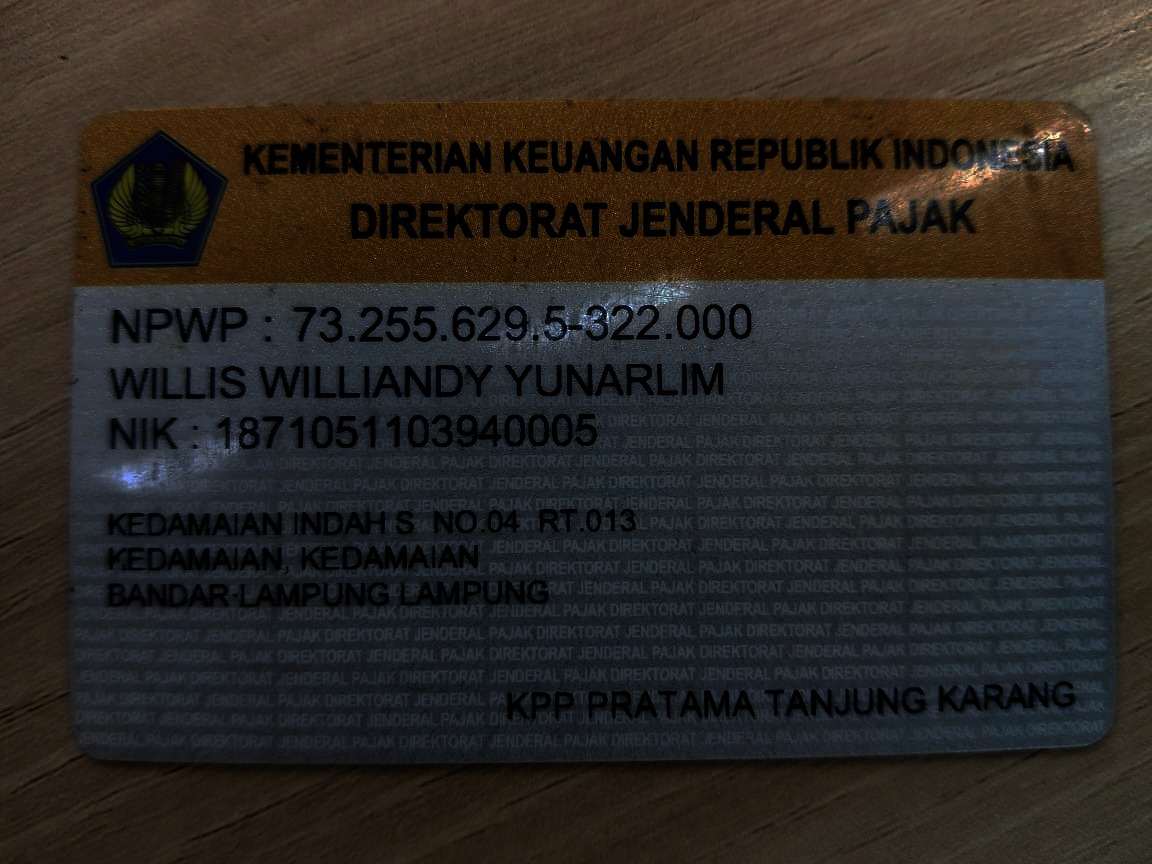 KEMENTERIAN KEUANGAN REPUBLIK INDONESIA
DIREKTORAT JENDERAL PAJAK
NPWP : 73.255.629.5-322.000
WILLIS WILLIANDY YUNARLIM
NIK : 1871051103940005
KEDAMAIAN INDAH S NO.04 RT.013
KEDAMAIAN, KEDAMAIAN
BANDAR LAMPUNG LAMPUNG
KPP PRATAMA TANJUNG KARANG